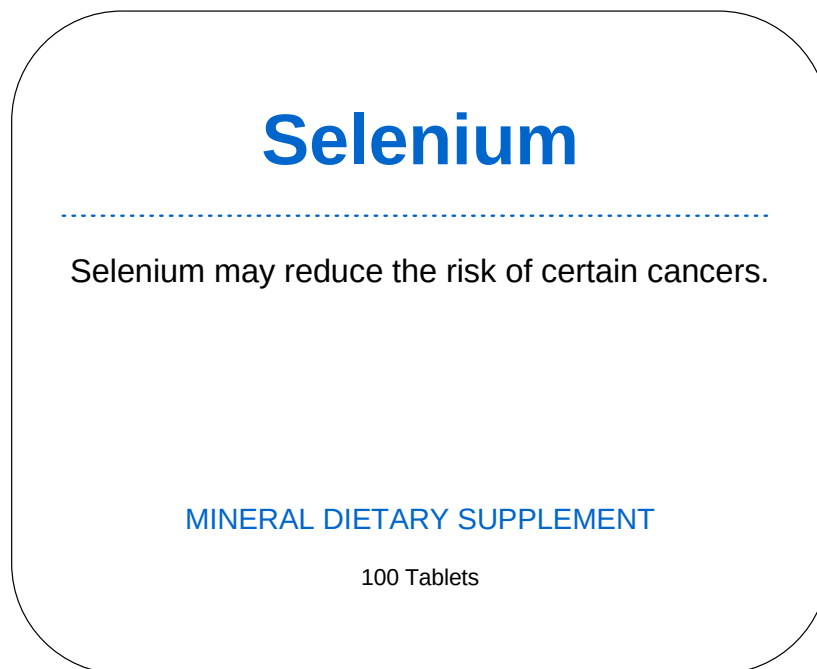 Selenium
Selenium may reduce the risk of certain cancers.
MINERAL DIETARY SUPPLEMENT
100 Tablets